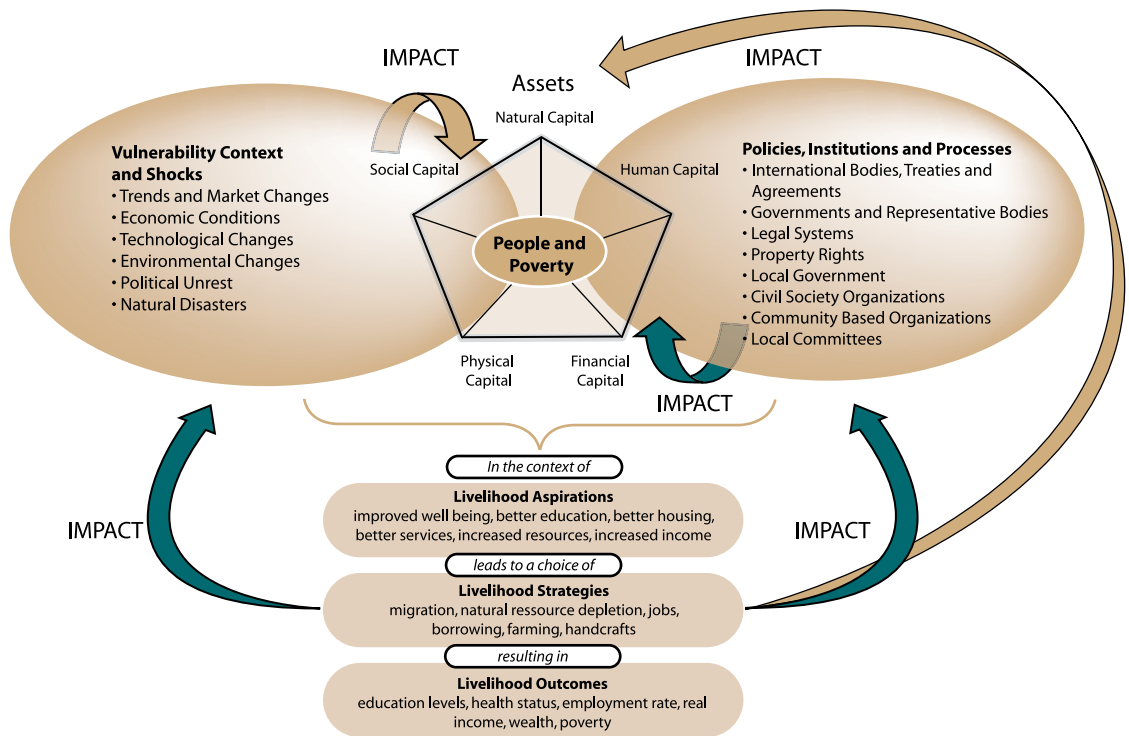 IMPACT
IMPACT
Assets
Natural Capital
Social Capital
Human Capital
Vulnerability Context
and Shocks
• Trends and Market Changes
• Economic Conditions
• Technological Changes
• Environmental Changes
• Political Unrest
• Natural Disasters
People and
Poverty
Policies, Institutions and Processes
• International Bodies, Treaties and
Agreements
• Governments and Representative Bodies
• Legal Systems
• Property Rights
• Local Government
• Civil Society Organizations
• Community Based Organizations
• Local Committees
Physical
Capital
Financial
Capital
IMPACT
In the context of
Livelihood Aspirations
improved well being, better education, better housing,
better services, increased resources, increased income
IMPACT
IMPACT
leads to a choice of
Livelihood Strategies
migration, natural ressource depletion, jobs,
borrowing, farming, handcrafts
resulting in
Livelihood Outcomes
education levels, health status, employment rate, real
income, wealth, poverty